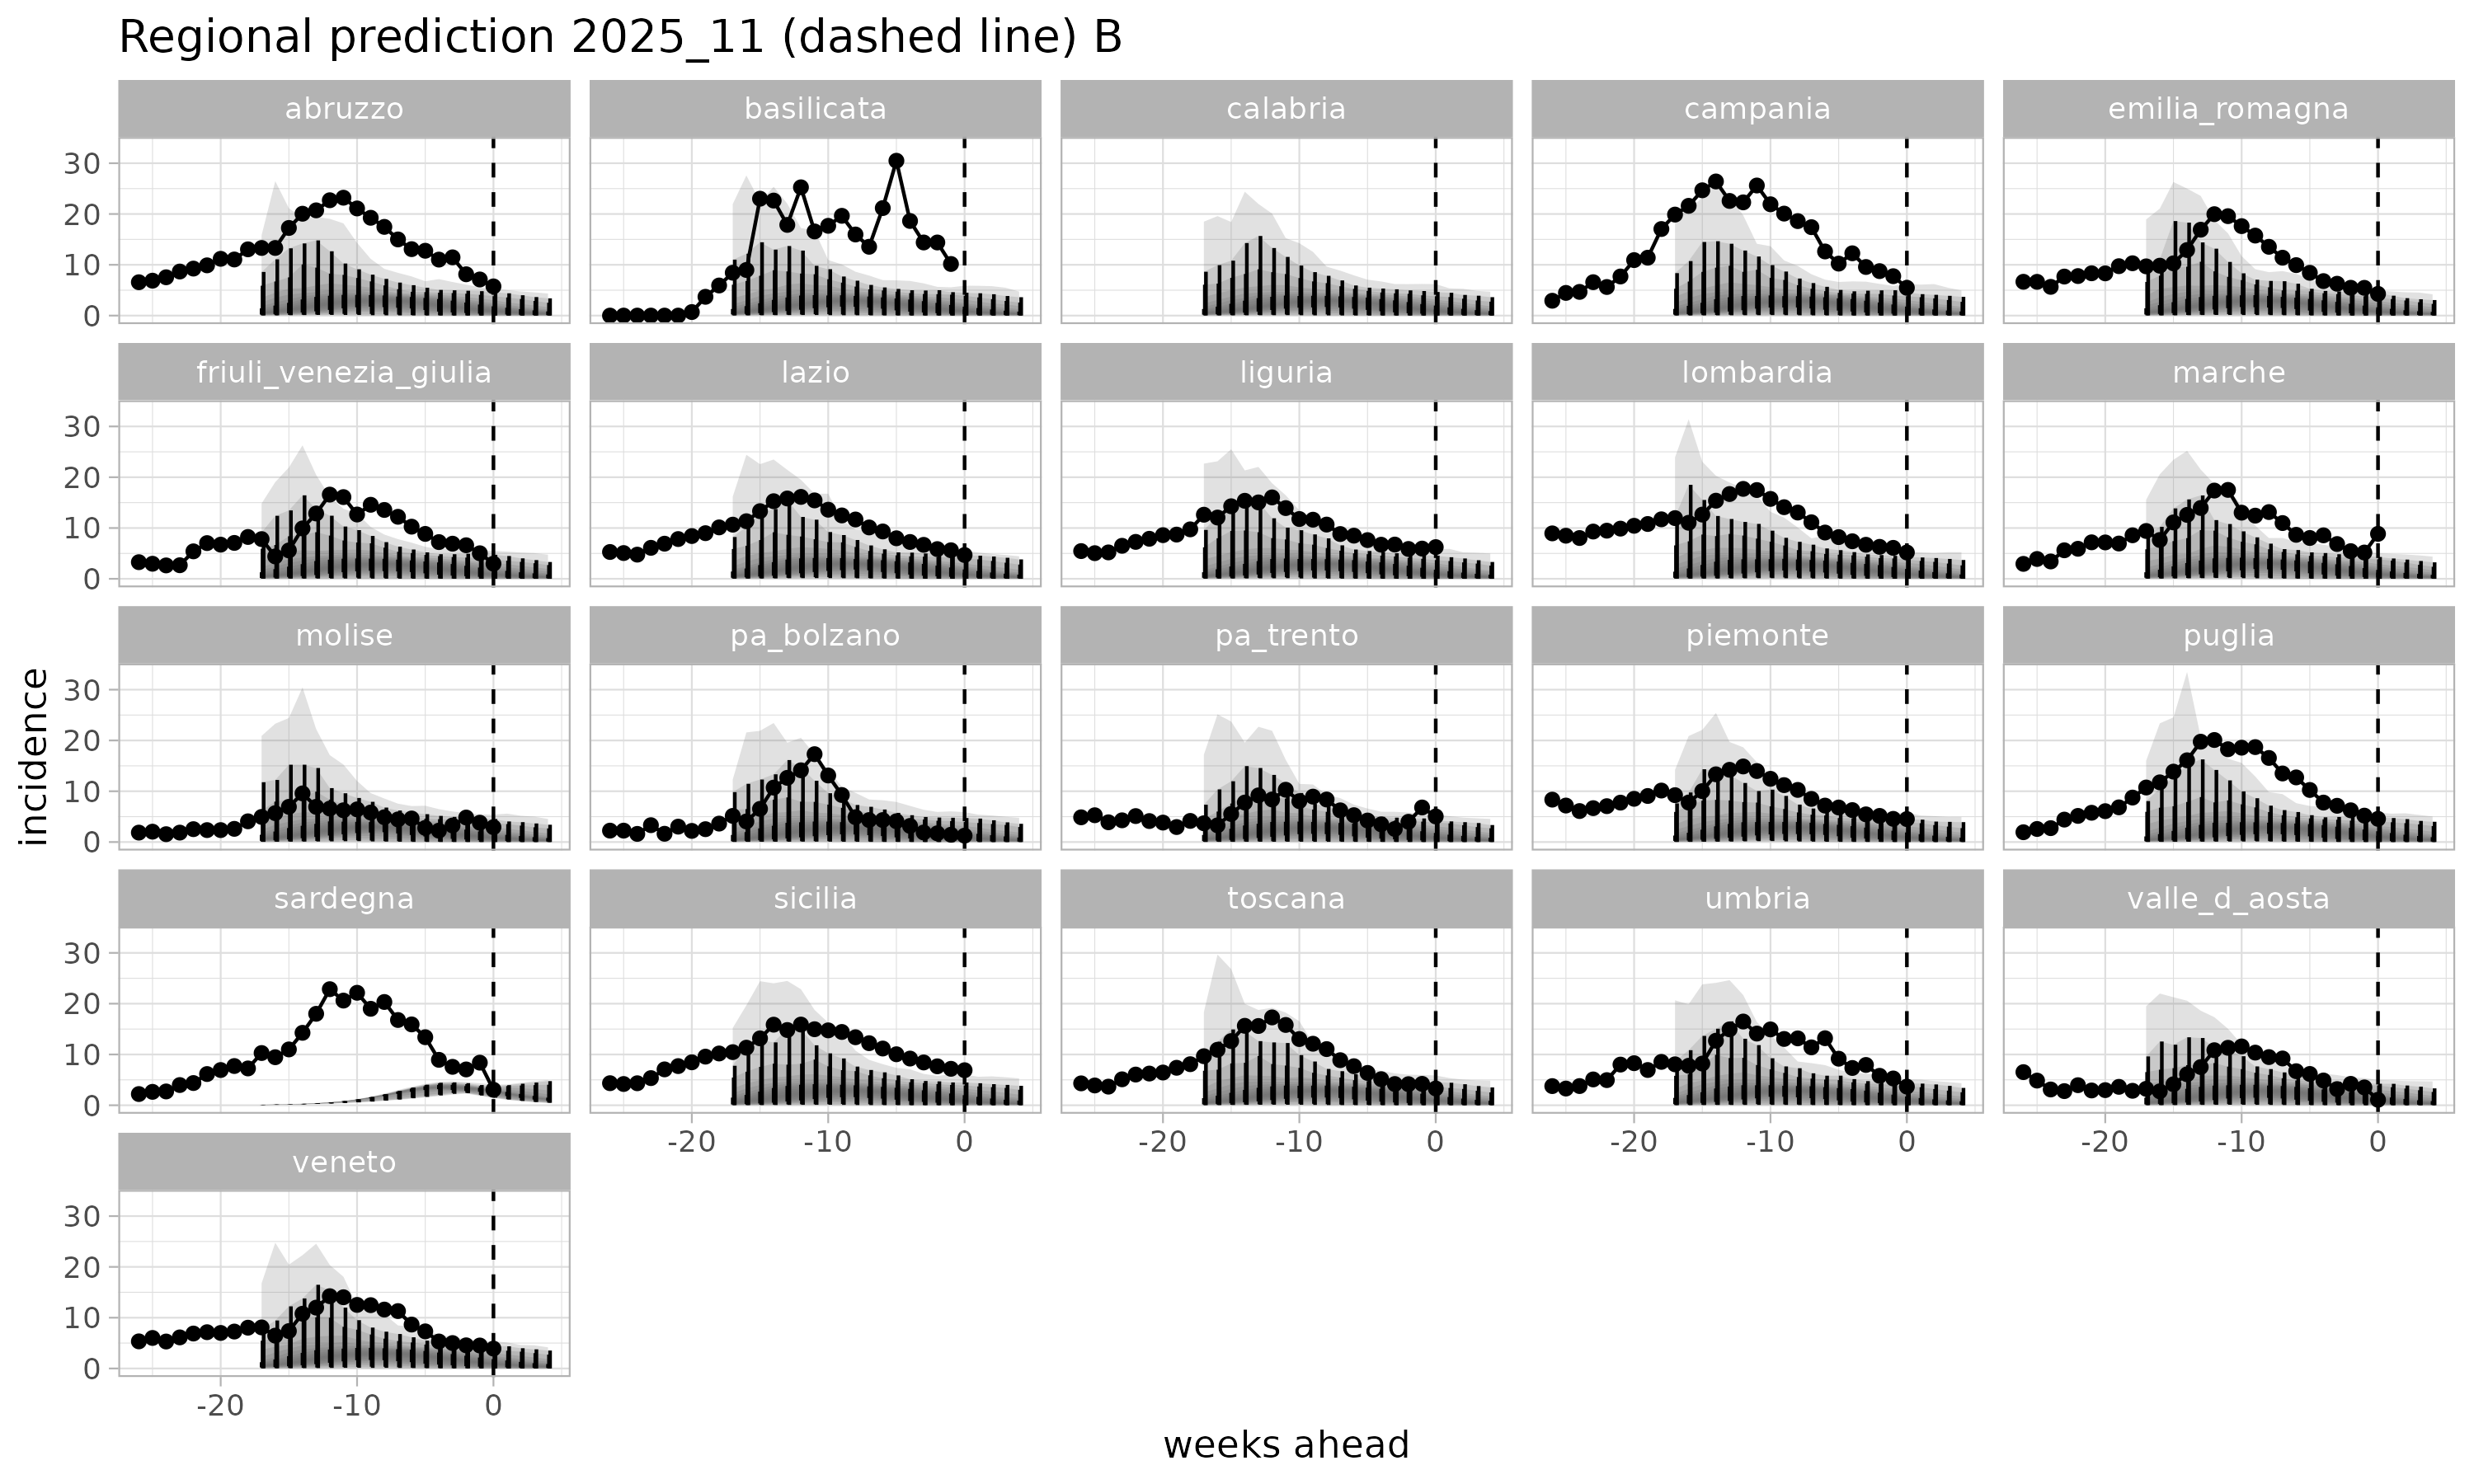 Regional prediction 2025_11 (dashed line) B
abruzzo basilicata calabria campania emilia_romagna
30
20
10
0
friuli_venezia_giulia lazio liguria lombardia marche
30
20
10
0
molise pa_bolzano pa_trento piemonte puglia
30
20
10
0
incidence
sardegna sicilia toscana umbria valle_d_aosta
30
20
10
0
-20 -10 0 -20 -10 0 -20 -10 0 -20 -10 0
veneto
30
20
10
0
-20 -10 0
weeks ahead